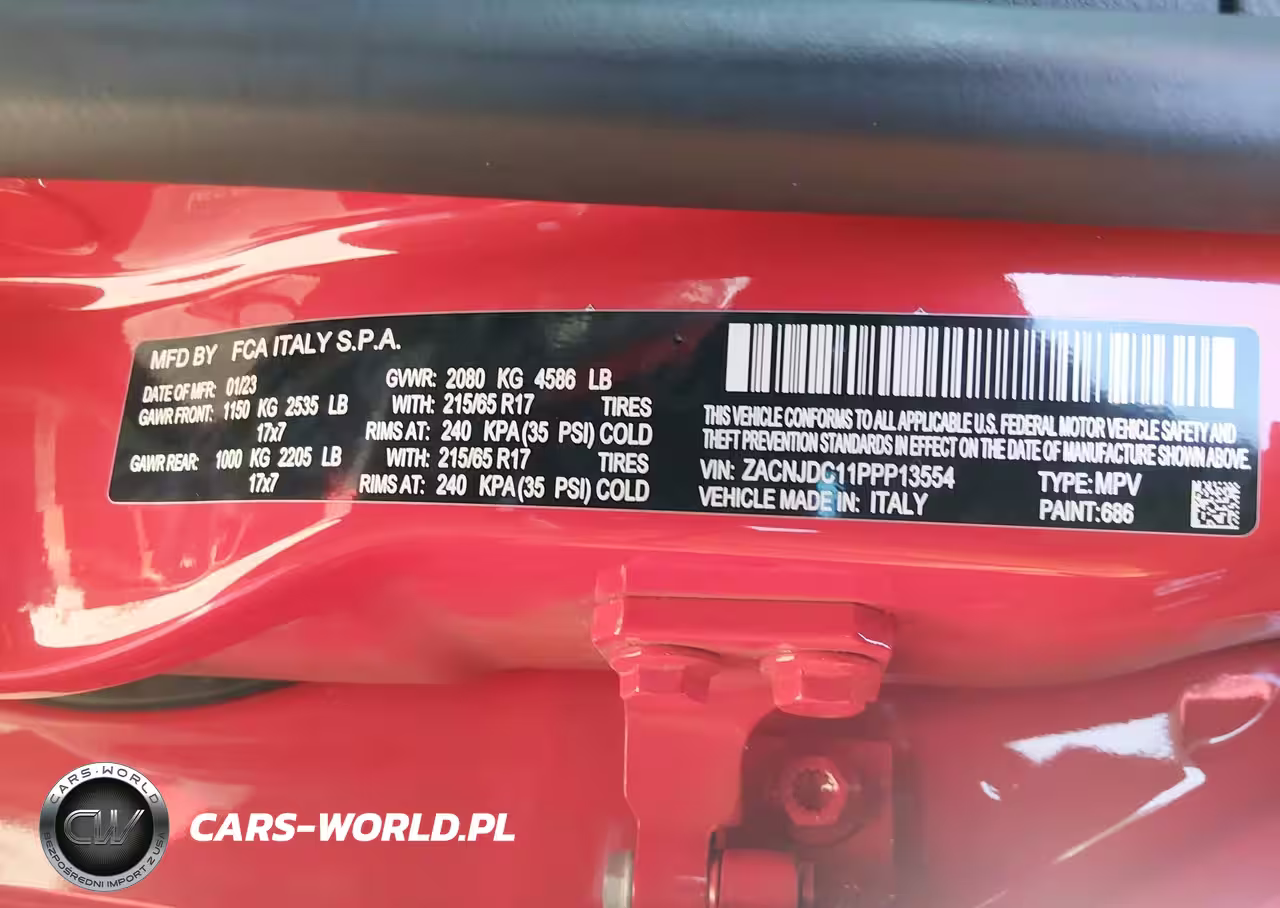 MFD BY FCA ITALY S.P.A.
DATE OF MFR: 01/23 GVWR: 2080 KG 4586 LB
GAWR FRONT: 1150 KG 2535 LB WITH: 215/65 R17 TIRES
17x7 RIMS AT: 240 KPA(35 PSI) COLD
GAWR REAR: 1000 KG 2205 LB WITH: 215/65 R17 TIRES
17x7 RIMS AT: 240 KPA(35 PSI) COLD
THIS VEHICLE CONFORMS TO ALL APPLICABLE U.S. FEDERAL MOTOR VEHICLE SAFETY AND
THEFT PREVENTION STANDARDS IN EFFECT ON THE DATE OF MANUFACTURE SHOWN ABOVE.
VIN: ZACNJDC11PPP13554 TYPE: MPV
VEHICLE MADE IN: ITALY PAINT:686
CARS-WORLD
CW
BEZPOŚREDNI IMPORT Z USA
CARS-WORLD.PL